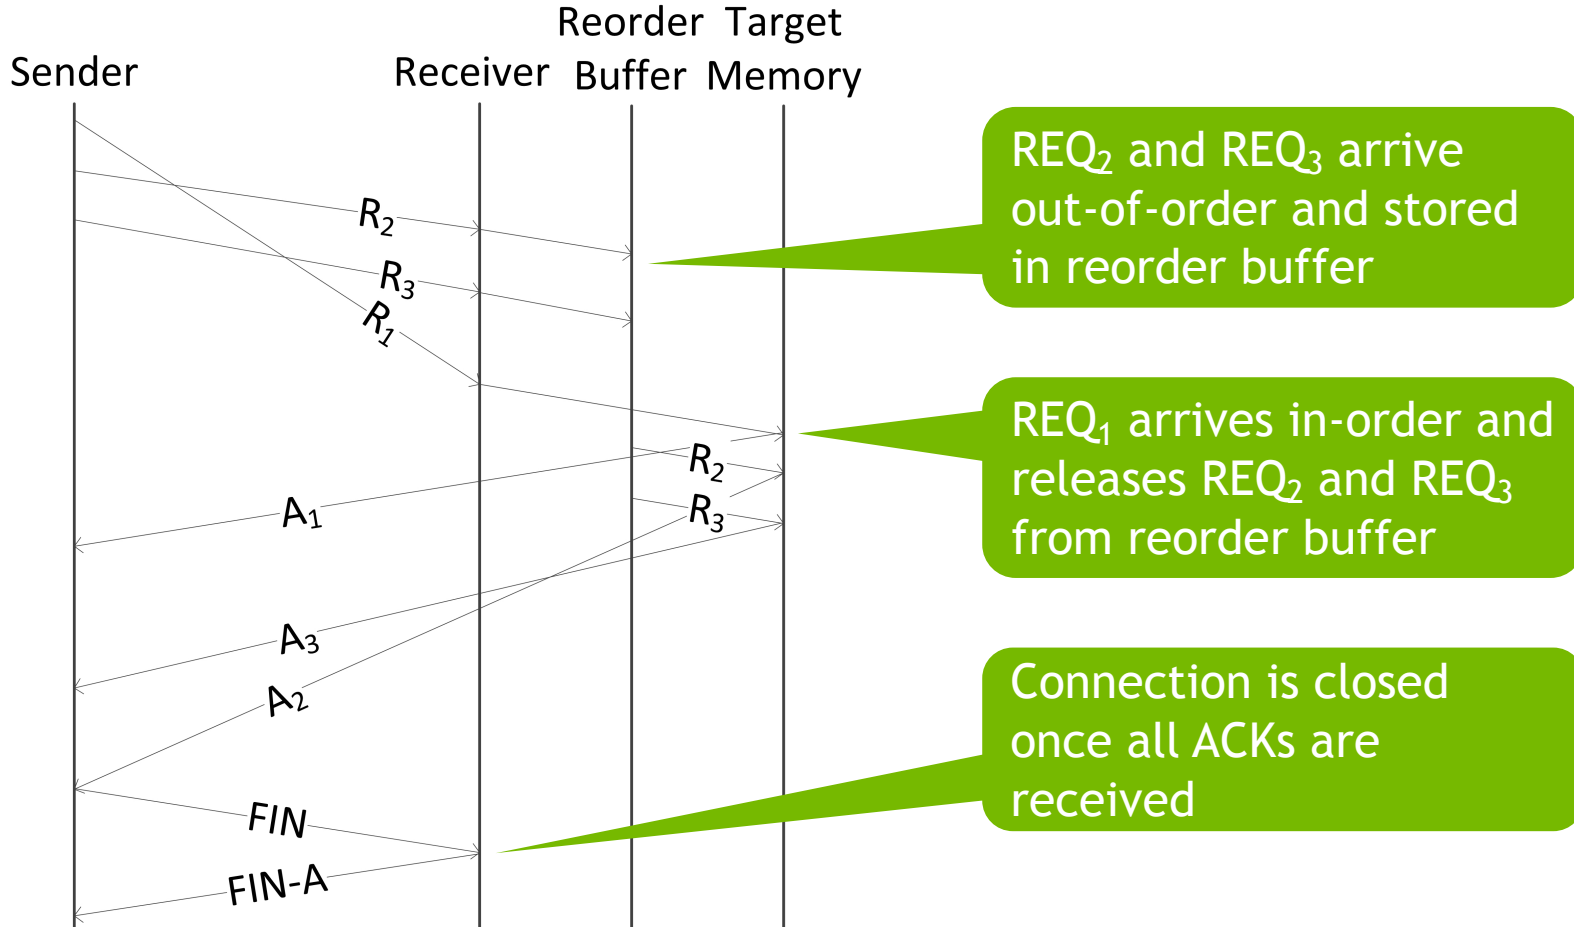 Sender
Receiver
Reorder
Buffer
Target
Memory
R2
R3
R1
R2
R3
A1
A3
A2
FIN
FIN-A
REQ2 and REQ3 arrive
out-of-order and stored
in reorder buffer
REQ1 arrives in-order and
releases REQ2 and REQ3
from reorder buffer
Connection is closed
once all ACKs are
received